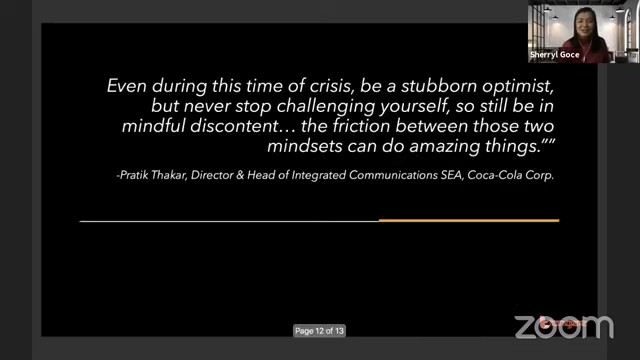 Sherryl Goce
Even during this time of crisis, be a stubborn optimist,
but never stop challenging yourself, so still be in
mindful discontent… the friction between those two
mindsets can do amazing things.””
-Pratik Thakar, Director & Head of Integrated Communications SEA, Coca-Cola Corp.
Page 12 of 13
zoom